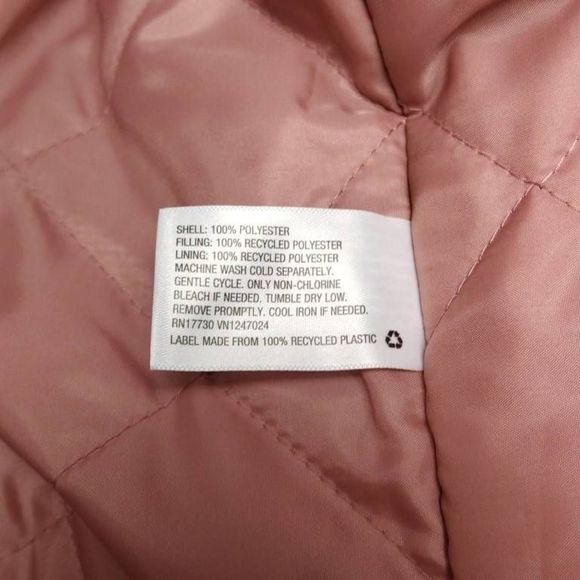 SHELL: 100% POLYESTER
FILLING: 100% RECYCLED POLYESTER
LINING: 100% RECYCLED POLYESTER
MACHINE WASH COLD SEPARATELY.
GENTLE CYCLE. ONLY NON-CHLORINE
BLEACH IF NEEDED. TUMBLE DRY LOW.
REMOVE PROMPTLY. COOL IRON IF NEEDED.
RN17730 VN1247024
LABEL MADE FROM 100% RECYCLED PLASTIC